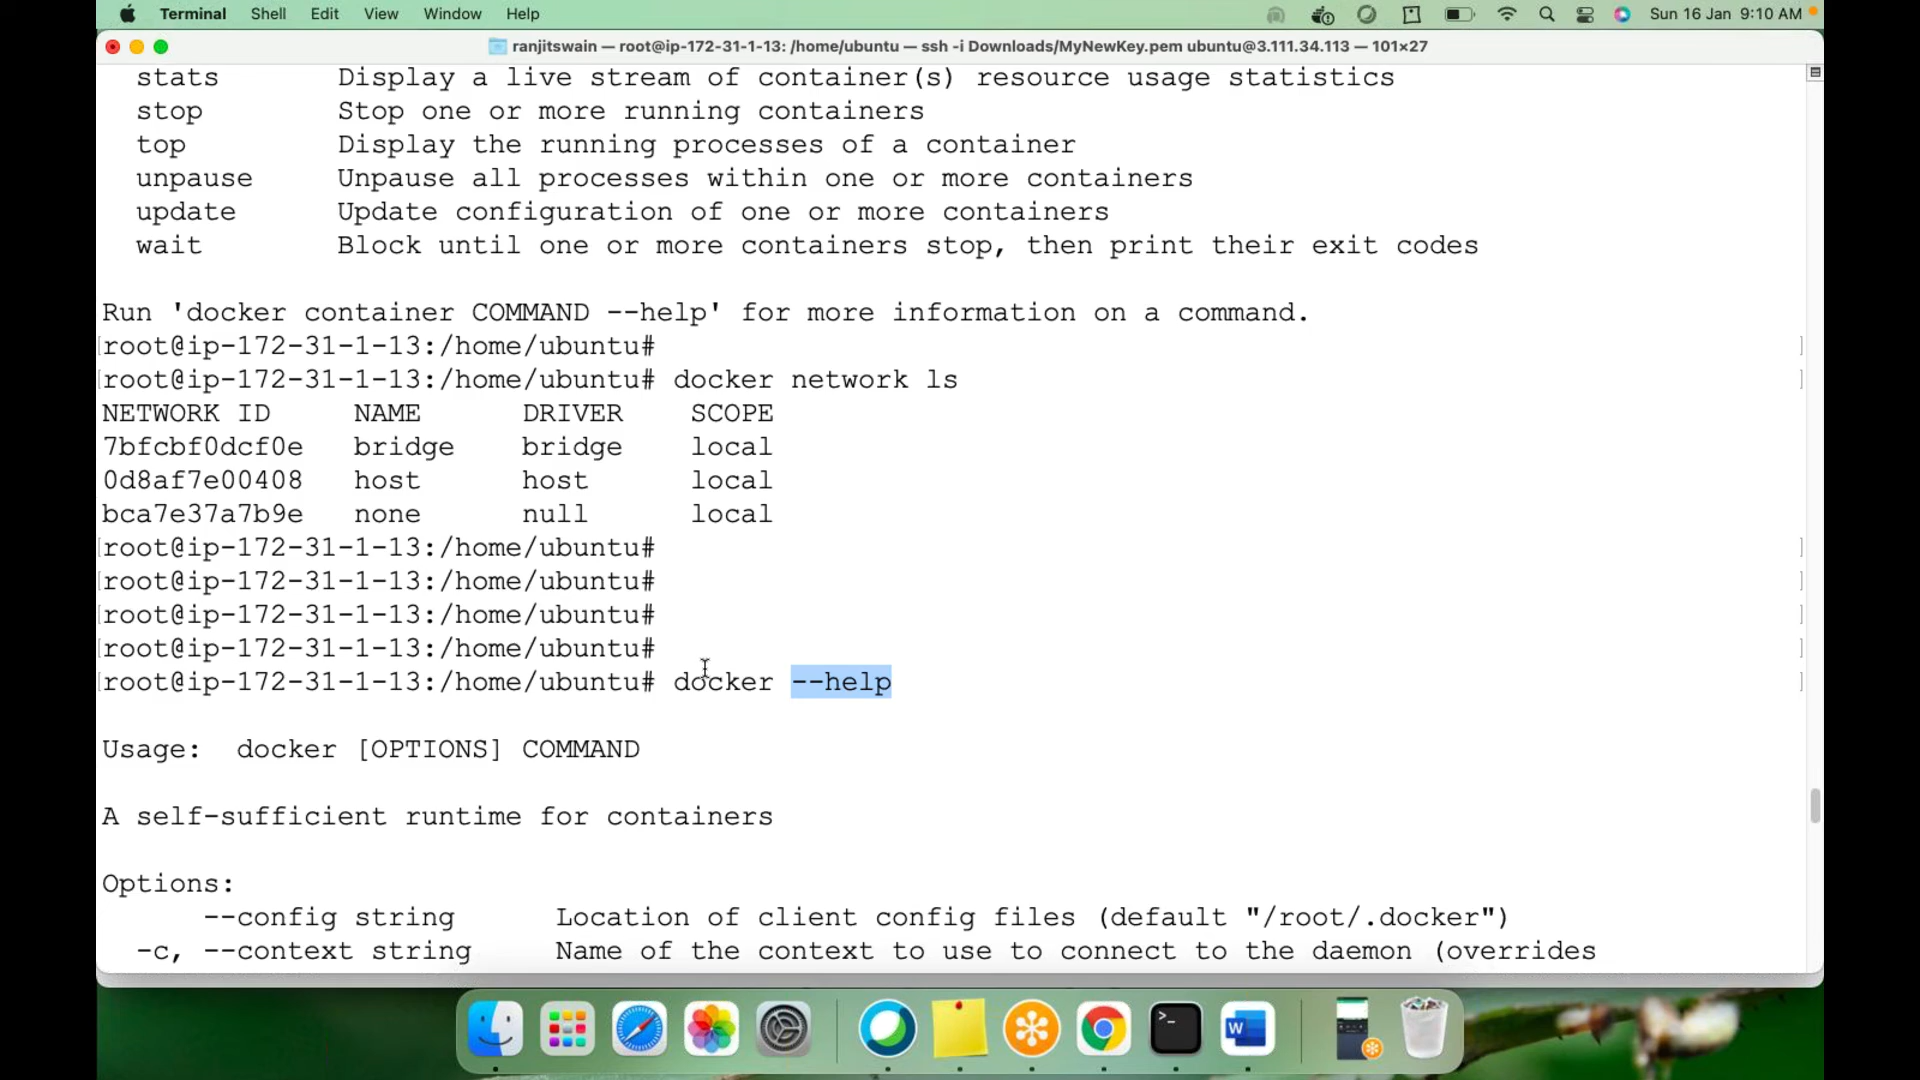 Terminal Shell Edit View Window Help Sun 16 Jan 9:10 AM
ranjitswain — root@ip-172-31-1-13: /home/ubuntu — ssh -i Downloads/MyNewKey.pem ubuntu@3.111.34.113 — 101×27
stats Display a live stream of container(s) resource usage statistics
stop Stop one or more running containers
top Display the running processes of a container
unpause Unpause all processes within one or more containers
update Update configuration of one or more containers
wait Block until one or more containers stop, then print their exit codes
Run 'docker container COMMAND --help' for more information on a command.
[root@ip-172-31-1-13:/home/ubuntu# ]
[root@ip-172-31-1-13:/home/ubuntu# docker network ls ]
NETWORK ID NAME DRIVER SCOPE
7bfcbf0dcf0e bridge bridge local
0d8af7e00408 host host local
bca7e37a7b9e none null local
[root@ip-172-31-1-13:/home/ubuntu# ]
[root@ip-172-31-1-13:/home/ubuntu# ]
[root@ip-172-31-1-13:/home/ubuntu# ]
[root@ip-172-31-1-13:/home/ubuntu# ]
[root@ip-172-31-1-13:/home/ubuntu# docker --help ]
Usage: docker [OPTIONS] COMMAND
A self-sufficient runtime for containers
Options:
--config string Location of client config files (default "/root/.docker")
-c, --context string Name of the context to use to connect to the daemon (overrides
>_
W